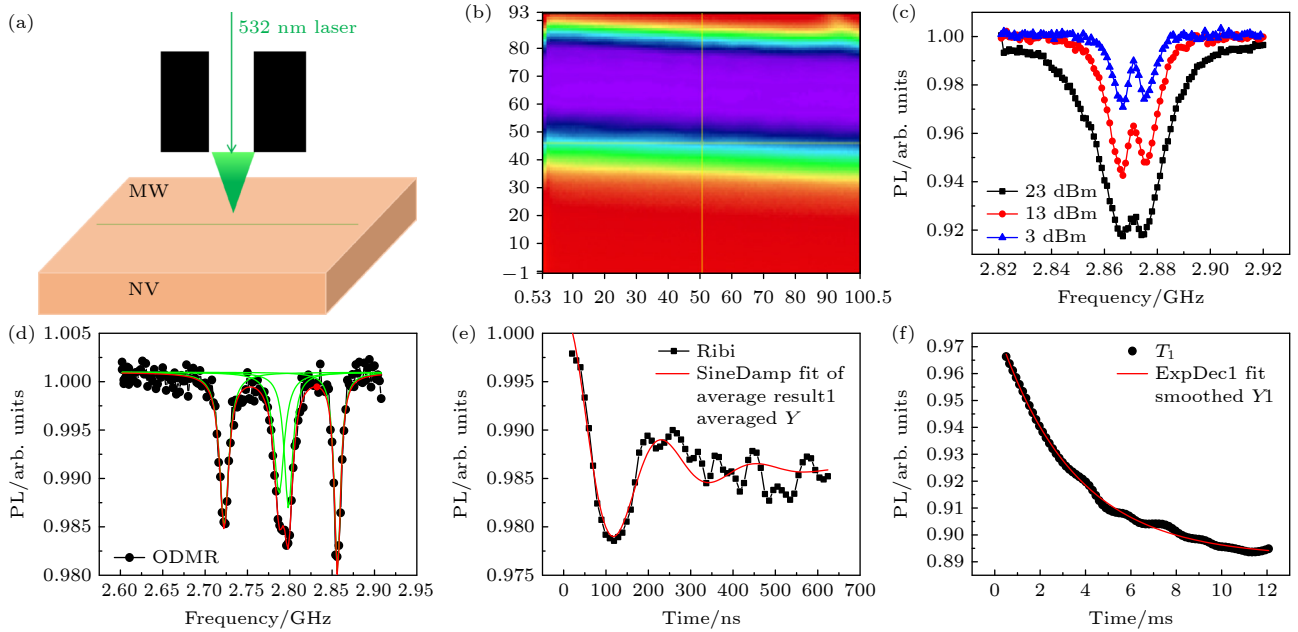 (a)
532 nm laser
MW
NV
(b)
93
80
70
60
50
40
30
20
10
−1
0.53 10 20 30 40 50 60 70 80 90 100.5
(c)
1.00
0.98
0.96
0.94
0.92
PL/arb. units
23 dBm
13 dBm
3 dBm
2.82 2.84 2.86 2.88 2.90 2.92
Frequency/GHz
(d)
1.005
1.000
0.995
0.990
0.985
0.980
PL/arb. units
ODMR
2.60 2.65 2.70 2.75 2.80 2.85 2.90 2.95
Frequency/GHz
(e)
1.000
0.995
0.990
0.985
0.980
0.975
PL/arb. units
Ribi
SineDamp fit of
average result1
averaged Y
0 100 200 300 400 500 600 700
Time/ns
(f)
0.97
0.96
0.95
0.94
0.93
0.92
0.91
0.90
0.89
PL/arb. units
T1
ExpDec1 fit
smoothed Y1
0 2 4 6 8 10 12
Time/ms